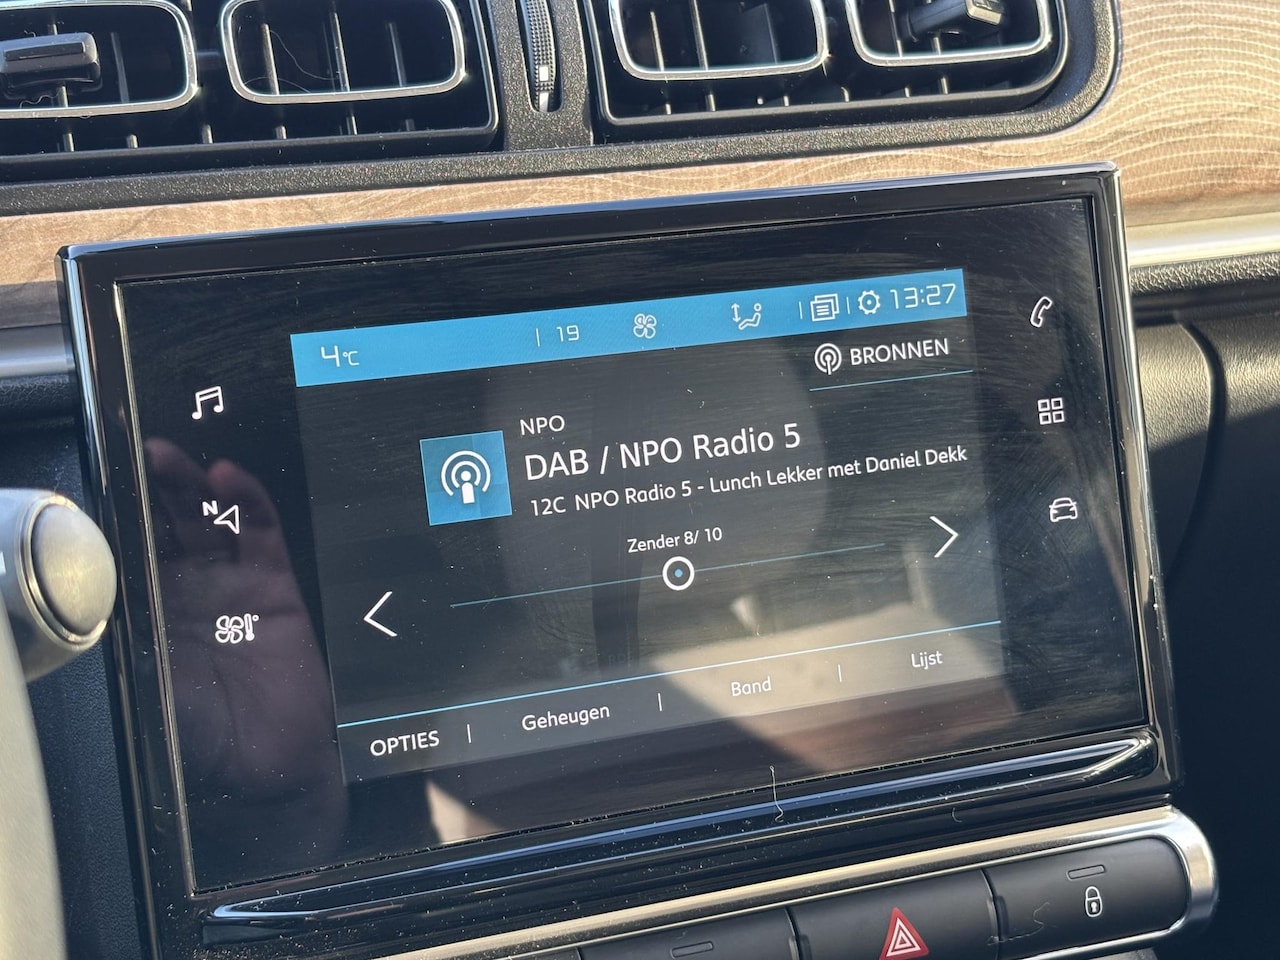 4°C | 19 | | 13:27
BRONNEN
NPO
DAB / NPO Radio 5
12C NPO Radio 5 - Lunch Lekker met Daniel Dekk
Zender 8/ 10
N
OPTIES | Geheugen | Band | Lijst